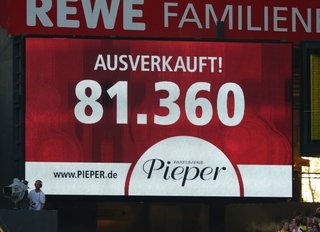 REWE FAMILIEN
AUSVERKAUFT!
81.360
www.PIEPER.de
PARFÜMERIE
Pieper